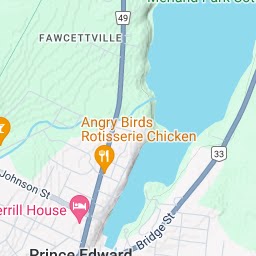 49
FAWCETTVILLE
Angry Birds
Rotisserie Chicken
33
Johnson St
errill House
Bridge St
Prince Edward